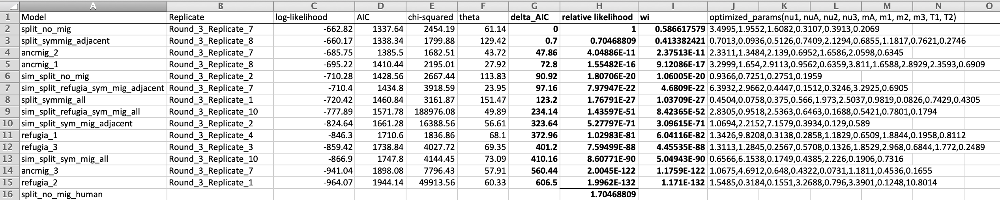 A B C D E F G H I J K L M N O
1 Model Replicate log-likelihood AIC chi-squared theta delta_AIC relative likelihood wi optimized_params(nu1, nuA, nu2, nu3, mA, m1, m2, m3, T1, T2)
2 split_no_mig Round_3_Replicate_7 -662.82 1337.64 2454.19 61.14 0 1 0.586617579 3.4995,1.9552,1.6082,0.3107,0.3913,0.2069
3 split_symmig_adjacent Round_3_Replicate_8 -660.17 1338.34 1799.88 129.42 0.7 0.70468809 0.413382421 0.7013,0.0936,0.5126,0.7409,2.1294,0.6855,1.1817,0.7621,0.2746
4 ancmig_2 Round_3_Replicate_7 -685.75 1385.5 1682.51 43.72 47.86 4.04886E-11 2.37513E-11 2.3311,1.3484,2.139,0.6952,1.6586,2.0598,0.6345
5 ancmig_1 Round_3_Replicate_8 -695.22 1410.44 2195.01 27.92 72.8 1.55482E-16 9.12086E-17 3.2999,1.654,2.9113,0.9562,0.6359,3.811,1.6588,2.8929,2.3593,0.6909
6 sim_split_no_mig Round_3_Replicate_2 -710.28 1428.56 2667.44 113.83 90.92 1.80706E-20 1.06005E-20 0.9366,0.7251,0.2751,0.1959
7 sim_split_refugia_sym_mig_adjacent Round_3_Replicate_7 -710.4 1434.8 3918.59 23.95 97.16 7.97947E-22 4.6809E-22 6.3932,2.9662,0.4447,0.1512,0.3246,3.2925,0.6905
8 split_symmig_all Round_3_Replicate_1 -720.42 1460.84 3161.87 151.47 123.2 1.76791E-27 1.03709E-27 0.4504,0.0758,0.375,0.566,1.973,2.5037,0.9819,0.0826,0.7429,0.4305
9 sim_split_refugia_sym_mig_all Round_3_Replicate_10 -777.89 1571.78 188976.08 49.89 234.14 1.43597E-51 8.42365E-52 2.8305,0.9518,2.5363,0.6463,0.1688,0.5421,0.7801,0.1794
10 sim_split_sym_mig_adjacent Round_3_Replicate_2 -824.64 1661.28 16388.56 56.61 323.64 5.27797E-71 3.09615E-71 1.0694,2.2152,7.1579,0.3934,0.129,0.589
11 refugia_1 Round_3_Replicate_4 -846.3 1710.6 1836.86 68.1 372.96 1.02983E-81 6.04116E-82 1.3426,9.8208,0.3138,0.2858,1.1829,0.6509,1.8844,0.1958,0.8112
12 refugia_3 Round_3_Replicate_3 -859.42 1738.84 4027.72 69.35 401.2 7.59499E-88 4.45535E-88 1.3113,1.2845,0.2567,0.5708,0.1326,1.8529,2.968,0.6844,1.772,0.2489
13 sim_split_sym_mig_all Round_3_Replicate_10 -866.9 1747.8 4144.45 73.09 410.16 8.60771E-90 5.04943E-90 0.6566,6.1538,0.1749,0.4385,2.226,0.1906,0.7316
14 ancmig_3 Round_3_Replicate_7 -941.04 1898.08 7796.43 57.91 560.44 2.0045E-122 1.1759E-122 1.0675,4.6912,0.648,0.4322,0.0731,1.1811,0.4536,0.1655
15 refugia_2 Round_3_Replicate_1 -964.07 1944.14 49913.56 60.33 606.5 1.9962E-132 1.171E-132 1.5485,0.3184,0.1551,3.2688,0.796,3.3901,0.1248,10.8014
16 split_no_mig_human 1.70468809